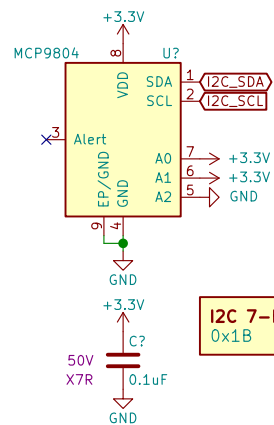 +3.3V
MCP9804
U?
8
VDD
SDA
1
I2C_SDA
SCL
2
I2C_SCL
3
Alert
A0
7
+3.3V
A1
6
+3.3V
A2
5
GND
EP/GND
GND
9
4
GND
+3.3V
C?
50V
X7R
0.1uF
GND
I2C 7-
0x1B